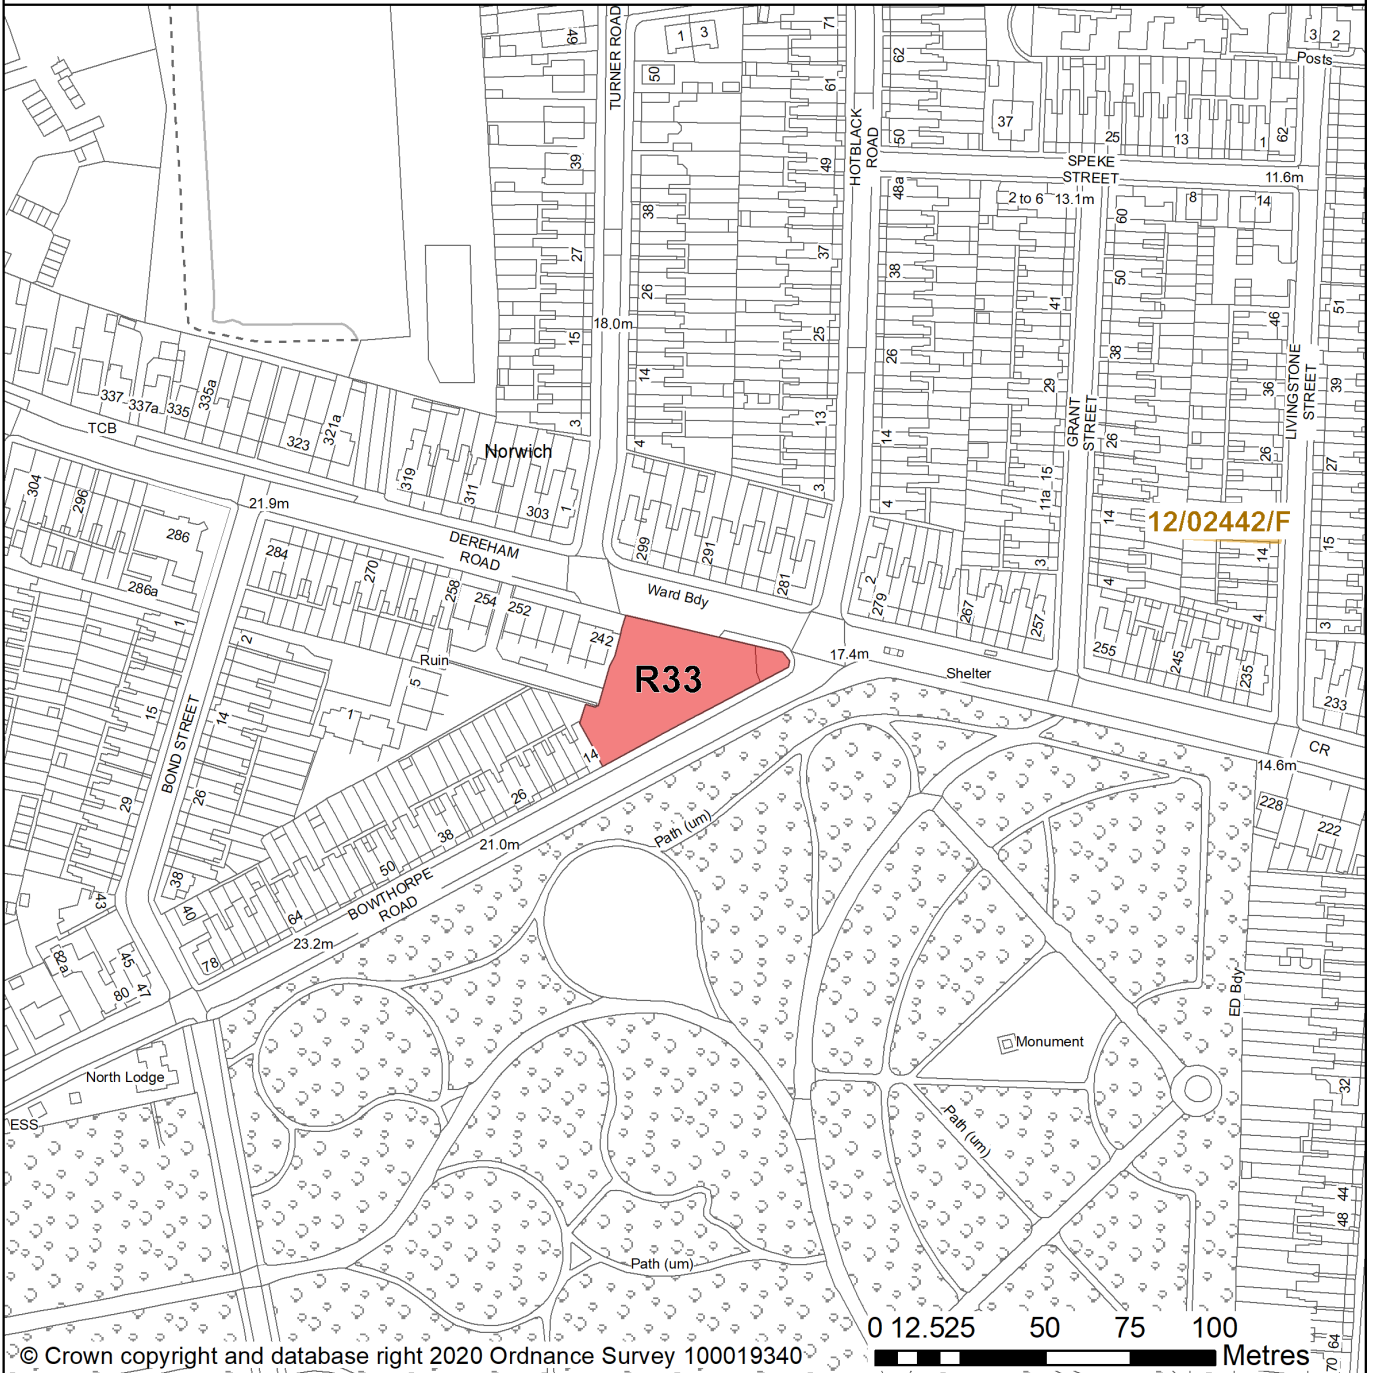 49
TURNER ROAD
1
3
50
71
61
HOTBLACK
ROAD
62
50
37
25
13
1
62
3
2
Posts
SPEKE
STREET
11.6m
39
38
49
48a
2 to 6
13.1m
8
14
60
27
26
37
38
41
50
46
51
18.0m
15
14
25
26
29
38
36
39
LIVINGSTONE
STREET
337
337a
335
335a
323
321a
TCB
3
4
13
14
GRANT
STREET
26
26
27
Norwich
319
311
303
1
3
4
15
11a
14
12/02442/F
14
15
304
296
21.9m
286
284
270
DEREHAM
ROAD
299
291
281
2
279
267
257
3
4
4
3
286a
1
2
258
254
252
242
Ward Bdy
17.4m
Shelter
255
245
235
233
Ruin
5
1
R33
14
15
14
BOND STREET
CR
14.6m
29
26
26
38
50
64
21.0m
Path (um)
228
222
38
40
43
BOWTHORPE
ROAD
23.2m
78
82a
45
47
80
ED Bdy
Monument
North Lodge
ESS
32
Path (um)
44
48
Path (um)
64
70
0 12.525 50 75 100
Metres
© Crown copyright and database right 2020 Ordnance Survey 100019340